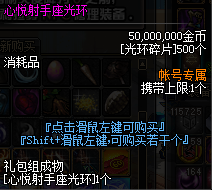 心悦射手座光环
50,000,000金币
[光环碎片]500个
消耗品
帐号专属
携带上限1个
『点击滑鼠左键可购买』
『Shift+滑鼠左键,可购买若干个』
礼包组成物
[心悦射手座光环]1个